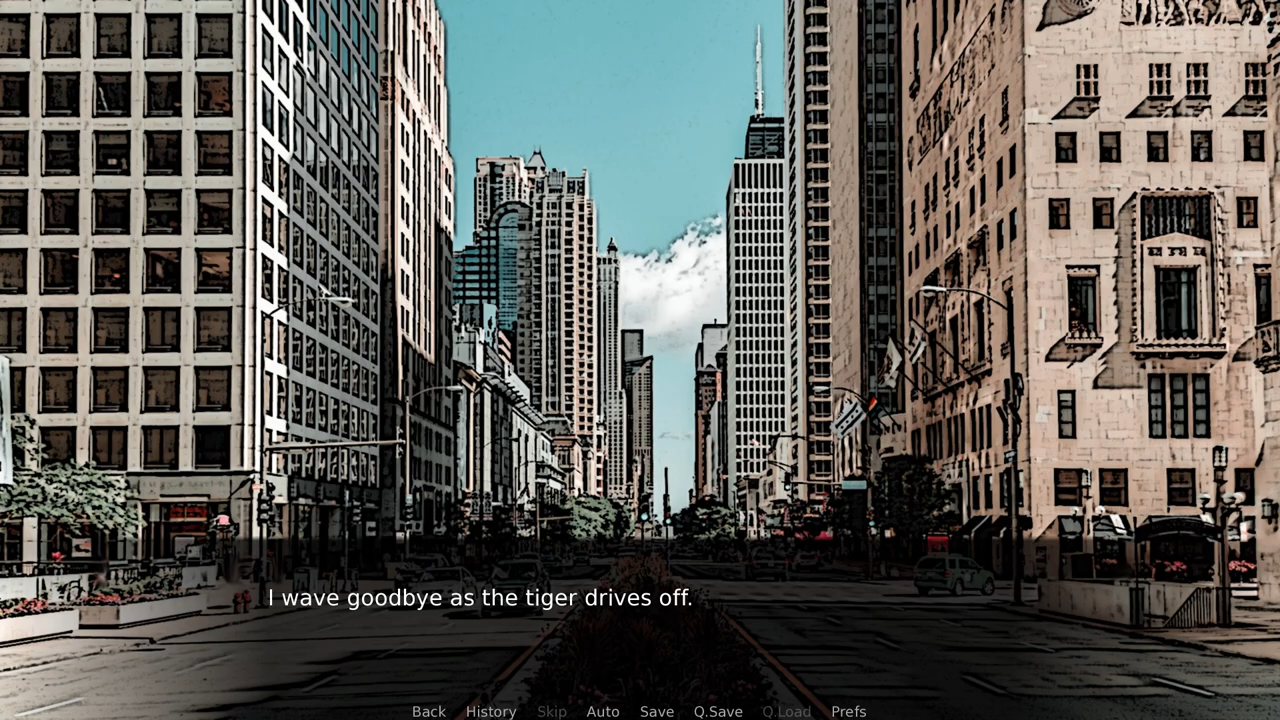 I wave goodbye as the tiger drives off.
Back History Skip Auto Save Q.Save Q.Load Prefs